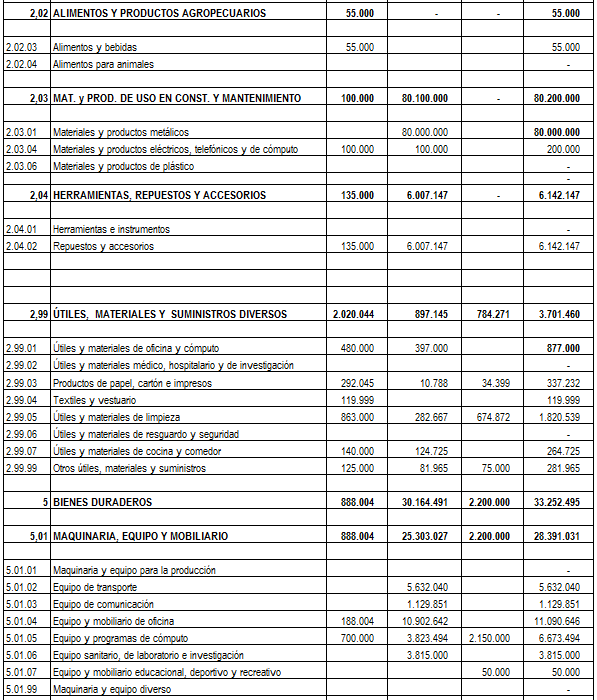 2,02 ALIMENTOS Y PRODUCTOS AGROPECUARIOS 55.000 - - 55.000
2.02.03 Alimentos y bebidas 55.000 55.000
2.02.04 Alimentos para animales -
2,03 MAT. y PROD. DE USO EN CONST. Y MANTENIMIENTO 100.000 80.100.000 - 80.200.000
2.03.01 Materiales y productos metálicos 80.000.000 80.000.000
2.03.04 Materiales y productos eléctricos, telefónicos y de cómputo 100.000 100.000 200.000
2.03.06 Materiales y productos de plástico -
-
2,04 HERRAMIENTAS, REPUESTOS Y ACCESORIOS 135.000 6.007.147 - 6.142.147
2.04.01 Herramientas e instrumentos -
2.04.02 Repuestos y accesorios 135.000 6.007.147 6.142.147
2,99 ÚTILES, MATERIALES Y SUMINISTROS DIVERSOS 2.020.044 897.145 784.271 3.701.460
2.99.01 Útiles y materiales de oficina y cómputo 480.000 397.000 877.000
2.99.02 Útiles y materiales médico, hospitalario y de investigación -
2.99.03 Productos de papel, cartón e impresos 292.045 10.788 34.399 337.232
2.99.04 Textiles y vestuario 119.999 119.999
2.99.05 Útiles y materiales de limpieza 863.000 282.667 674.872 1.820.539
2.99.06 Útiles y materiales de resguardo y seguridad -
2.99.07 Útiles y materiales de cocina y comedor 140.000 124.725 264.725
2.99.99 Otros útiles, materiales y suministros 125.000 81.965 75.000 281.965
5 BIENES DURADEROS 888.004 30.164.491 2.200.000 33.252.495
5,01 MAQUINARIA, EQUIPO Y MOBILIARIO 888.004 25.303.027 2.200.000 28.391.031
5.01.01 Maquinaria y equipo para la producción -
5.01.02 Equipo de transporte 5.632.040 5.632.040
5.01.03 Equipo de comunicación 1.129.851 1.129.851
5.01.04 Equipo y mobiliario de oficina 188.004 10.902.642 11.090.646
5.01.05 Equipo y programas de cómputo 700.000 3.823.494 2.150.000 6.673.494
5.01.06 Equipo sanitario, de laboratorio e investigación 3.815.000 3.815.000
5.01.07 Equipo y mobiliario educacional, deportivo y recreativo 50.000 50.000
5.01.99 Maquinaria y equipo diverso -